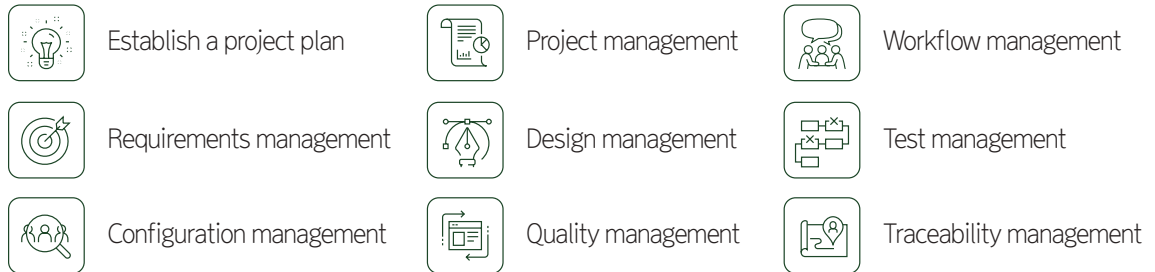 Establish a project plan
Project management
Workflow management
Requirements management
Design management
Test management
Configuration management
Quality management
Traceability management